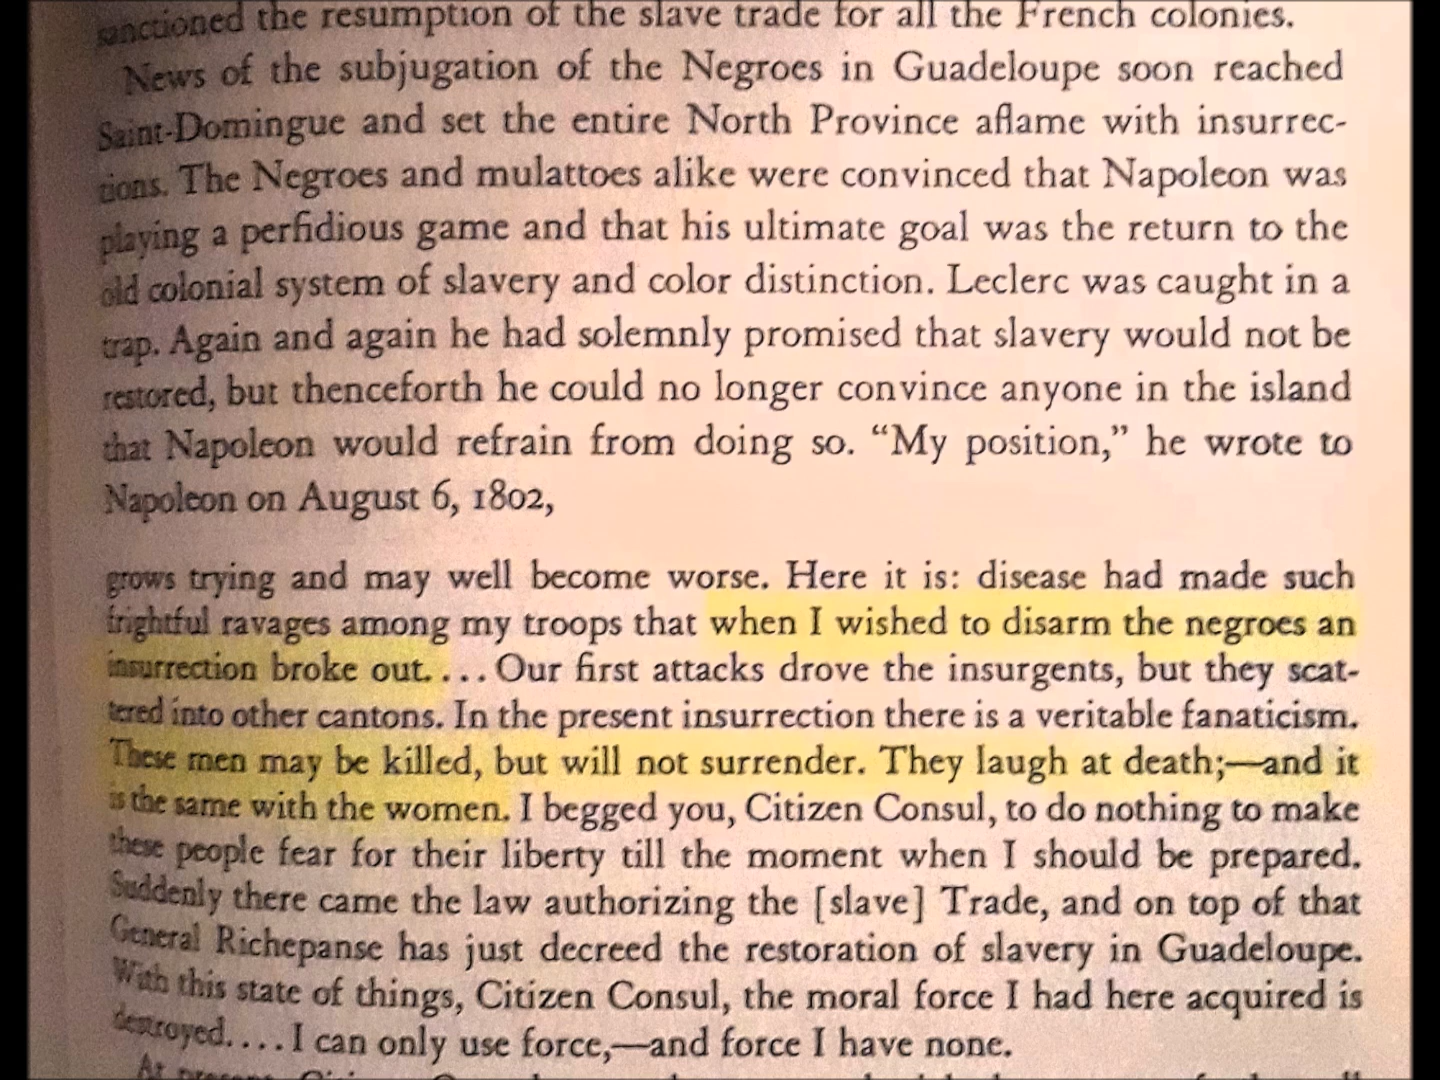 sanctioned the resumption of the slave trade for all the French colonies.
News of the subjugation of the Negroes in Guadeloupe soon reached
Saint-Domingue and set the entire North Province aflame with insurrec-
tions. The Negroes and mulattoes alike were convinced that Napoleon was
playing a perfidious game and that his ultimate goal was the return to the
old colonial system of slavery and color distinction. Leclerc was caught in a
trap. Again and again he had solemnly promised that slavery would not be
restored, but thenceforth he could no longer convince anyone in the island
that Napoleon would refrain from doing so. “My position,” he wrote to
Napoleon on August 6, 1802,
grows trying and may well become worse. Here it is: disease had made such
frightful ravages among my troops that when I wished to disarm the negroes an
insurrection broke out. . . . Our first attacks drove the insurgents, but they scat-
tered into other cantons. In the present insurrection there is a veritable fanaticism.
These men may be killed, but will not surrender. They laugh at death;—and it
is the same with the women. I begged you, Citizen Consul, to do nothing to make
these people fear for their liberty till the moment when I should be prepared.
Suddenly there came the law authorizing the [slave] Trade, and on top of that
General Richepanse has just decreed the restoration of slavery in Guadeloupe.
With this state of things, Citizen Consul, the moral force I had here acquired is
destroyed. . . . I can only use force,—and force I have none.
At present,